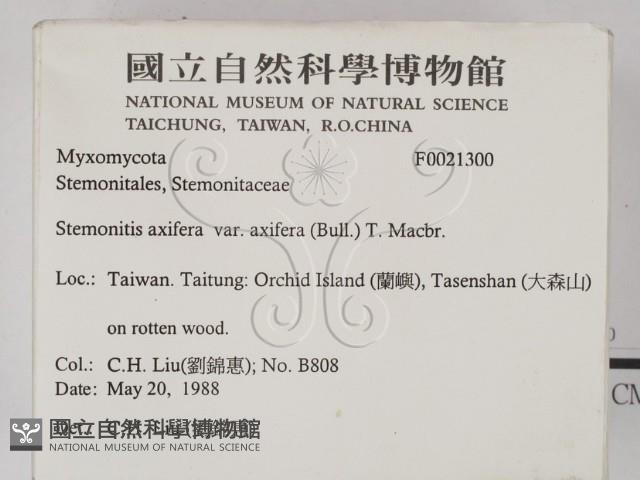 國立自然科學博物館
NATIONAL MUSEUM OF NATURAL SCIENCE
TAICHUNG, TAIWAN, R.O.CHINA
Myxomycota F0021300
Stemonitales, Stemonitaceae
Stemonitis axifera var. axifera (Bull.) T. Macbr.
Loc.: Taiwan. Taitung: Orchid Island (蘭嶼), Tasenshan (大森山)
on rotten wood.
Col.: C.H. Liu(劉錦惠); No. B808
Date: May 20, 1988
國立自然科學博物館
NATIONAL MUSEUM OF NATURAL SCIENCE
CM